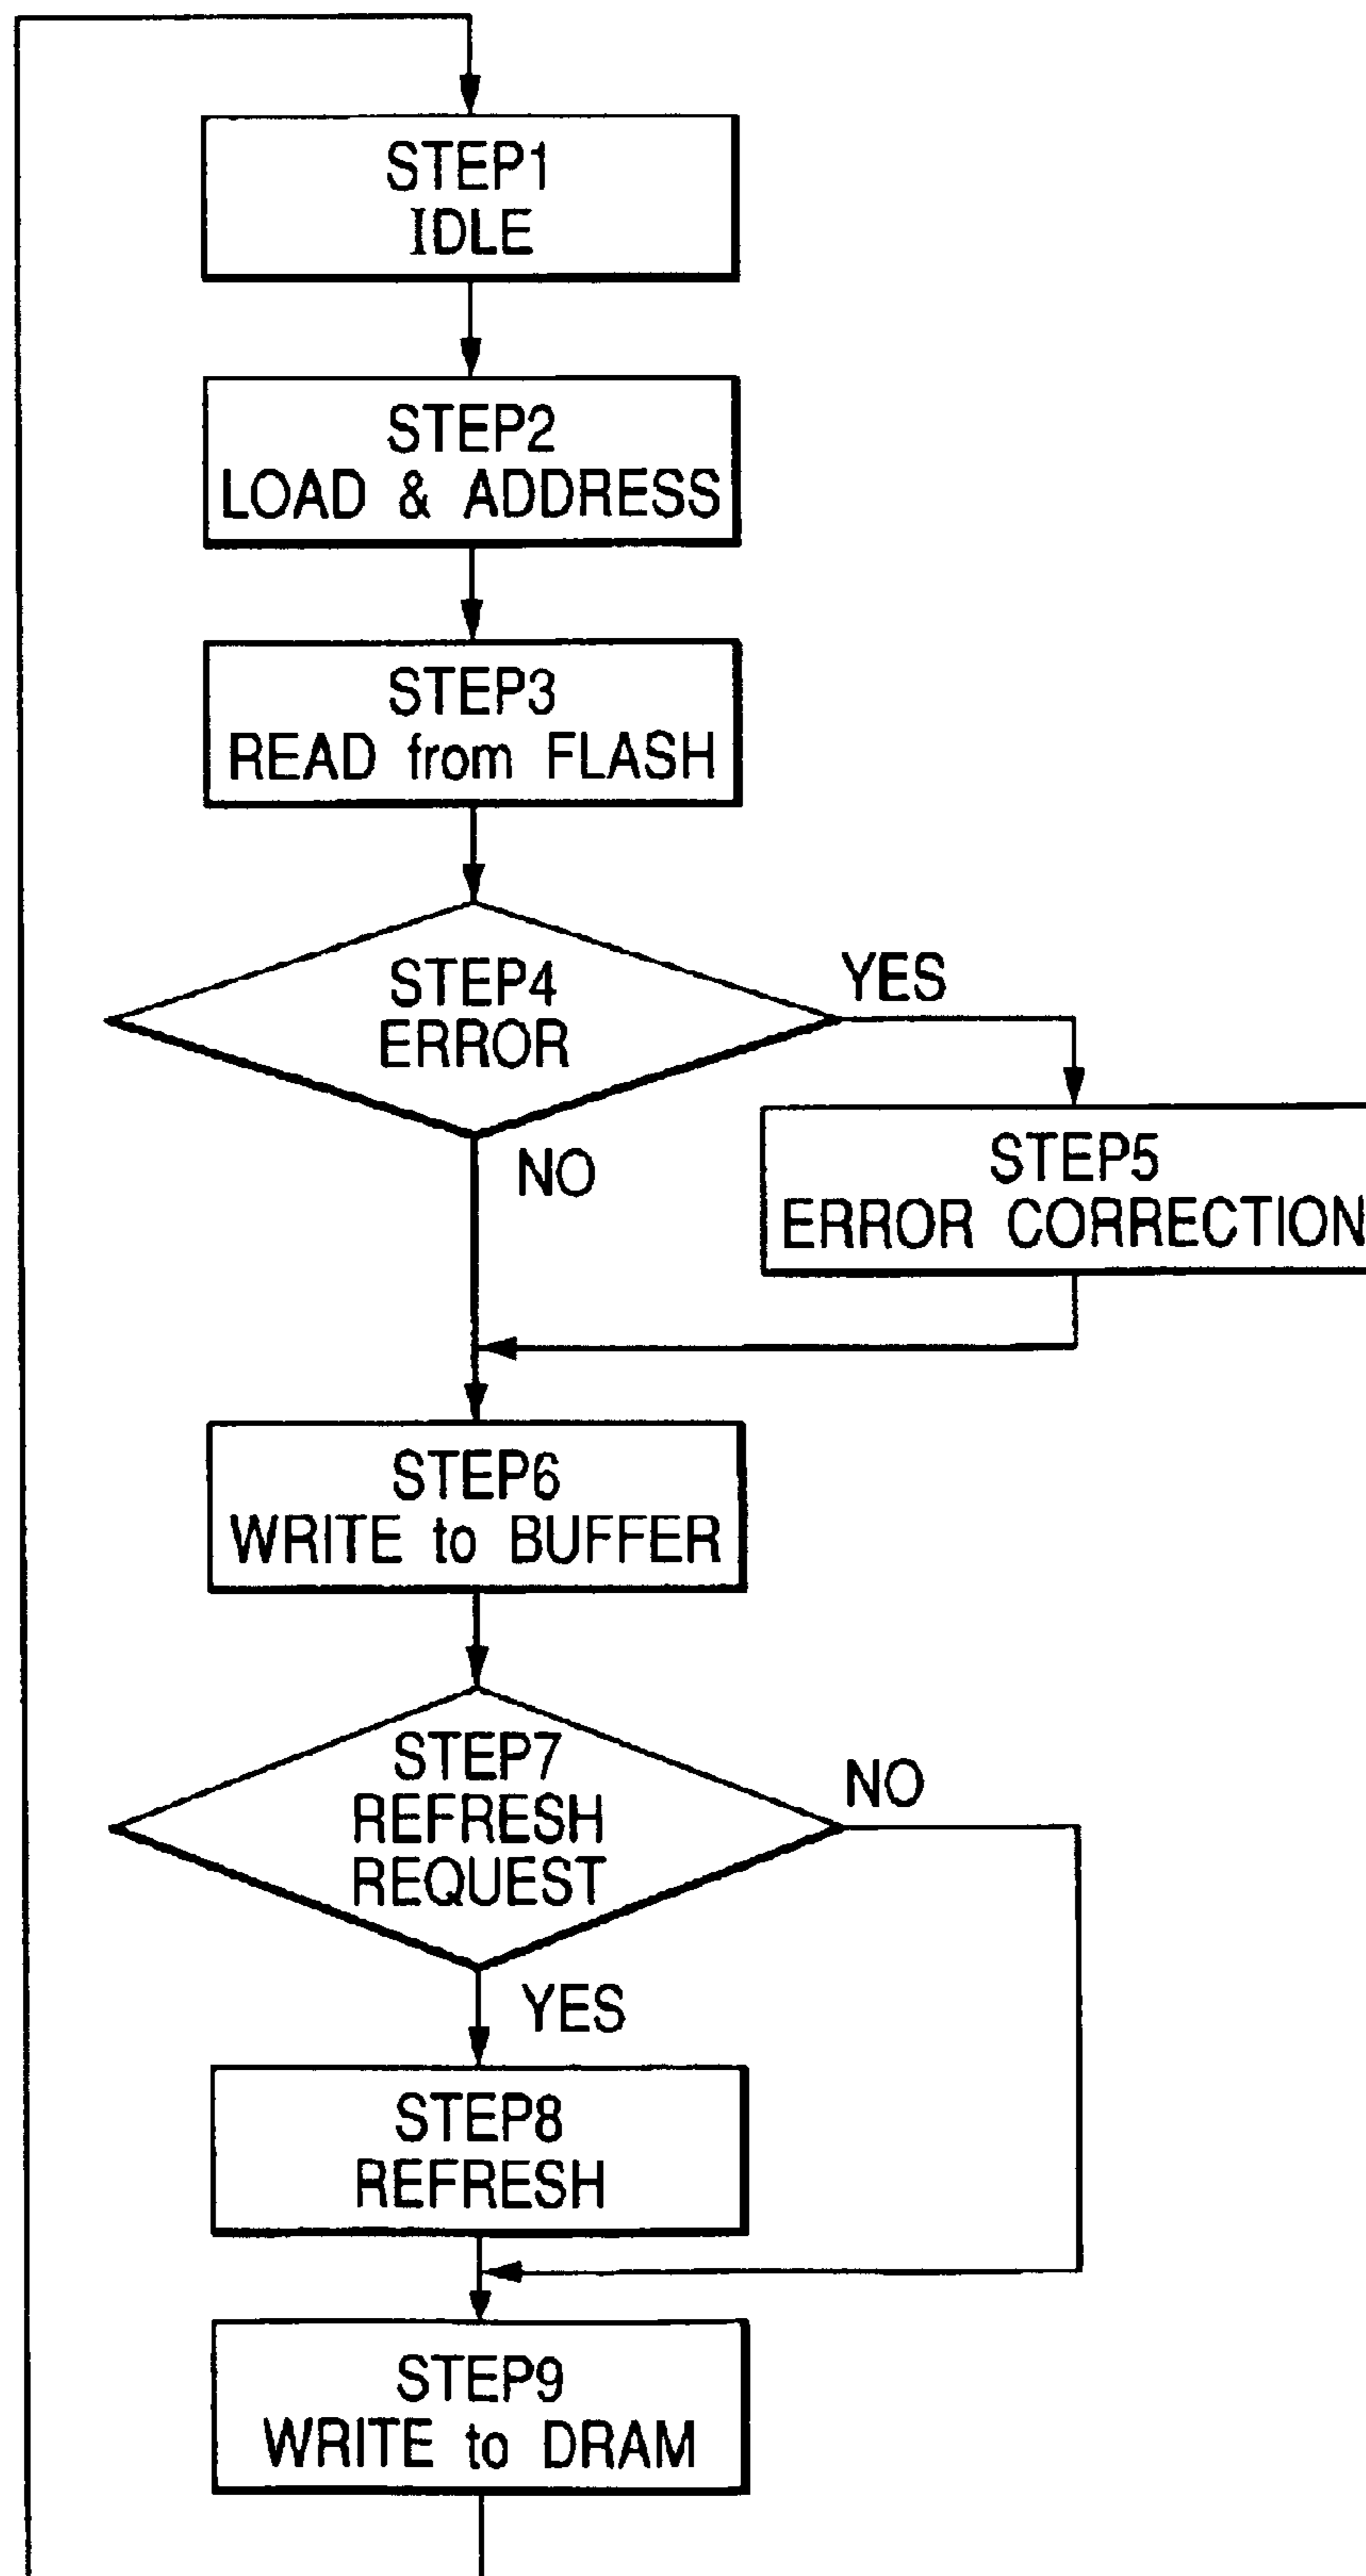 STEP1
IDLE
STEP2
LOAD & ADDRESS
STEP3
READ from FLASH
STEP4
ERROR
YES
NO
STEP5
ERROR CORRECTION
STEP6
WRITE to BUFFER
STEP7
REFRESH
REQUEST
NO
YES
STEP8
REFRESH
STEP9
WRITE to DRAM